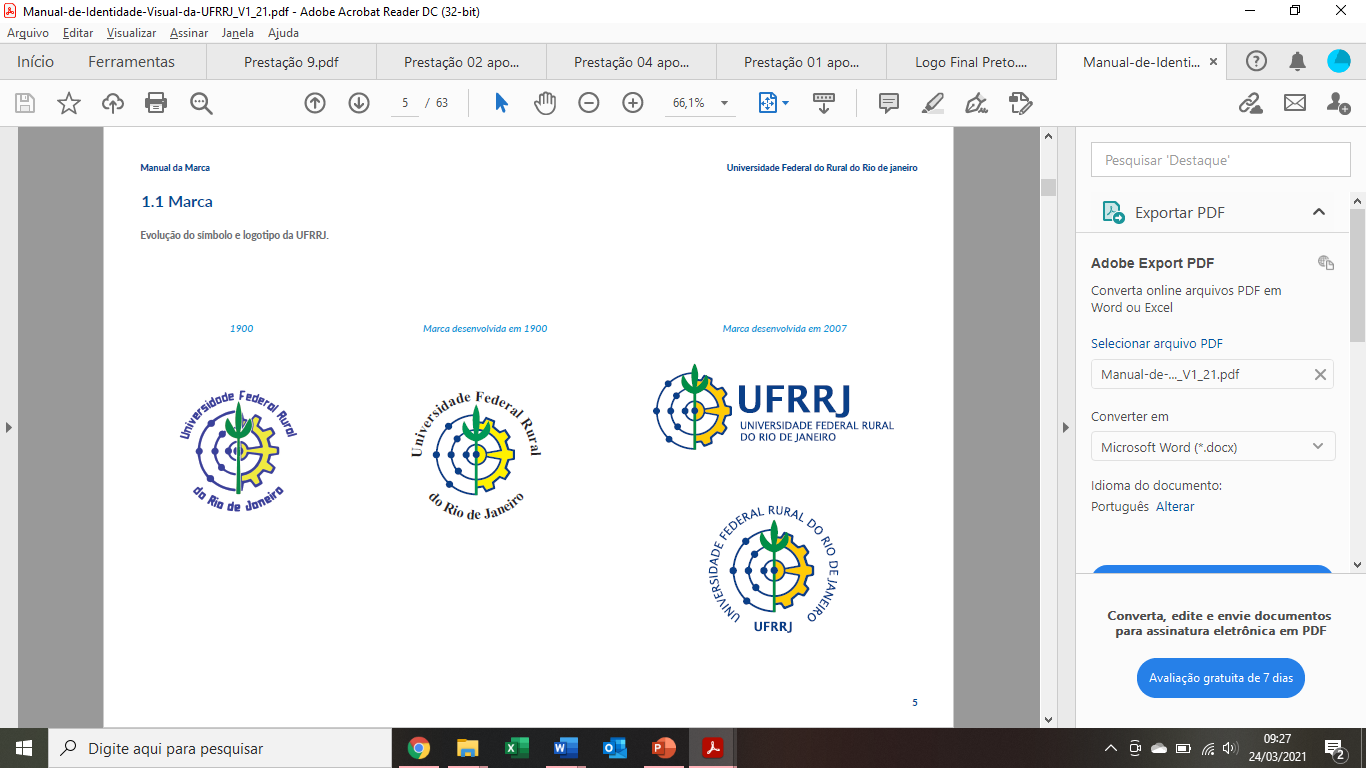 Manual-de-Identidade-Visual-da-UFRRJ_V1_21.pdf - Adobe Acrobat Reader DC (32-bit)
Arquivo Editar Visualizar Assinar Janela Ajuda
Início Ferramentas Prestação 9.pdf Prestação 02 apo... Prestação 04 apo... Prestação 01 apo... Logo Final Preto.... Manual-de-Identi...
5 / 63 66,1%
Manual da Marca Universidade Federal do Rural do Rio de janeiro
1.1 Marca
Evolução do símbolo e logotipo da UFRRJ.
1900 Marca desenvolvida em 1900 Marca desenvolvida em 2007
Universidade Federal Rural
do Rio de Janeiro
Universidade Federal Rural
do Rio de Janeiro
UFRRJ
UNIVERSIDADE FEDERAL RURAL
DO RIO DE JANEIRO
UNIVERSIDADE FEDERAL RURAL DO RIO DE JANEIRO
UFRRJ
5
Pesquisar 'Destaque'
Exportar PDF
Adobe Export PDF
Converta online arquivos PDF em
Word ou Excel
Selecionar arquivo PDF
Manual-de-..._V1_21.pdf
Converter em
Microsoft Word (*.docx)
Idioma do documento:
Português Alterar
Converta, edite e envie documentos
para assinatura eletrônica em PDF
Avaliação gratuita de 7 dias
Digite aqui para pesquisar
09:27
24/03/2021
2